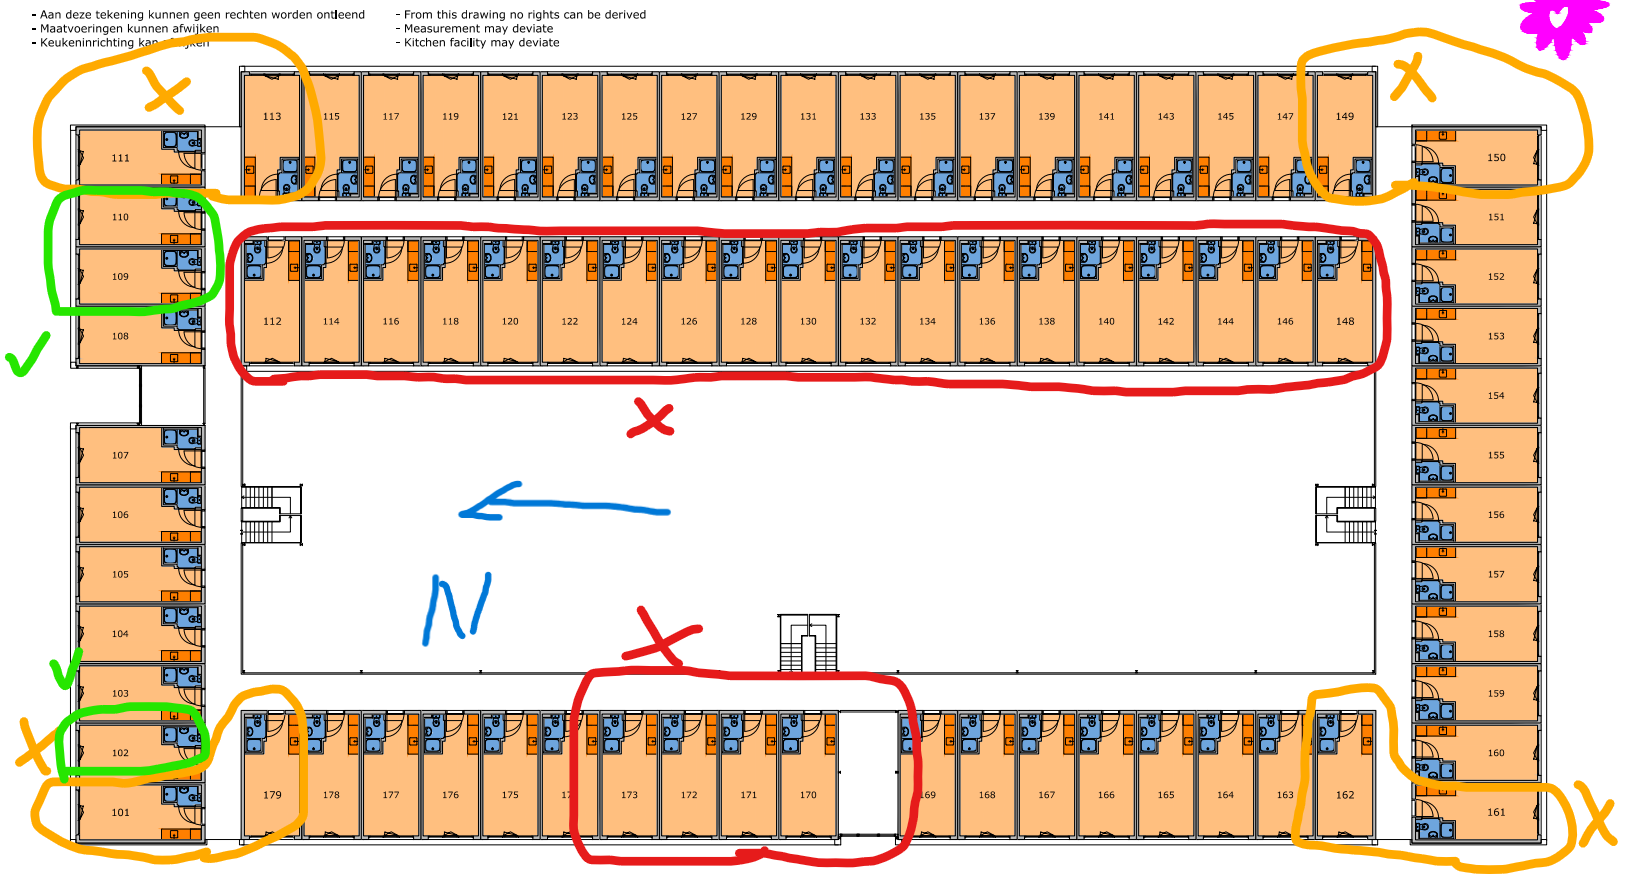 - Aan deze tekening kunnen geen rechten worden ontleend
- Maatvoeringen kunnen afwijken
- Keukeninrichting kan afwijken
- From this drawing no rights can be derived
- Measurement may deviate
- Kitchen facility may deviate
X
X
113 115 117 119 121 123 125 127 129 131 133 135 137 139 141 143 145 147 149
111
150
110
151
109
152
112 114 116 118 120 122 124 126 128 130 132 134 136 138 140 142 144 146 148
108
153
154
X
107
155
106
156
105
157
N
104
158
X
103
159
X
102
160
101
179 178 177 176 175 173 172 171 170 169 168 167 166 165 164 163 162
161
X